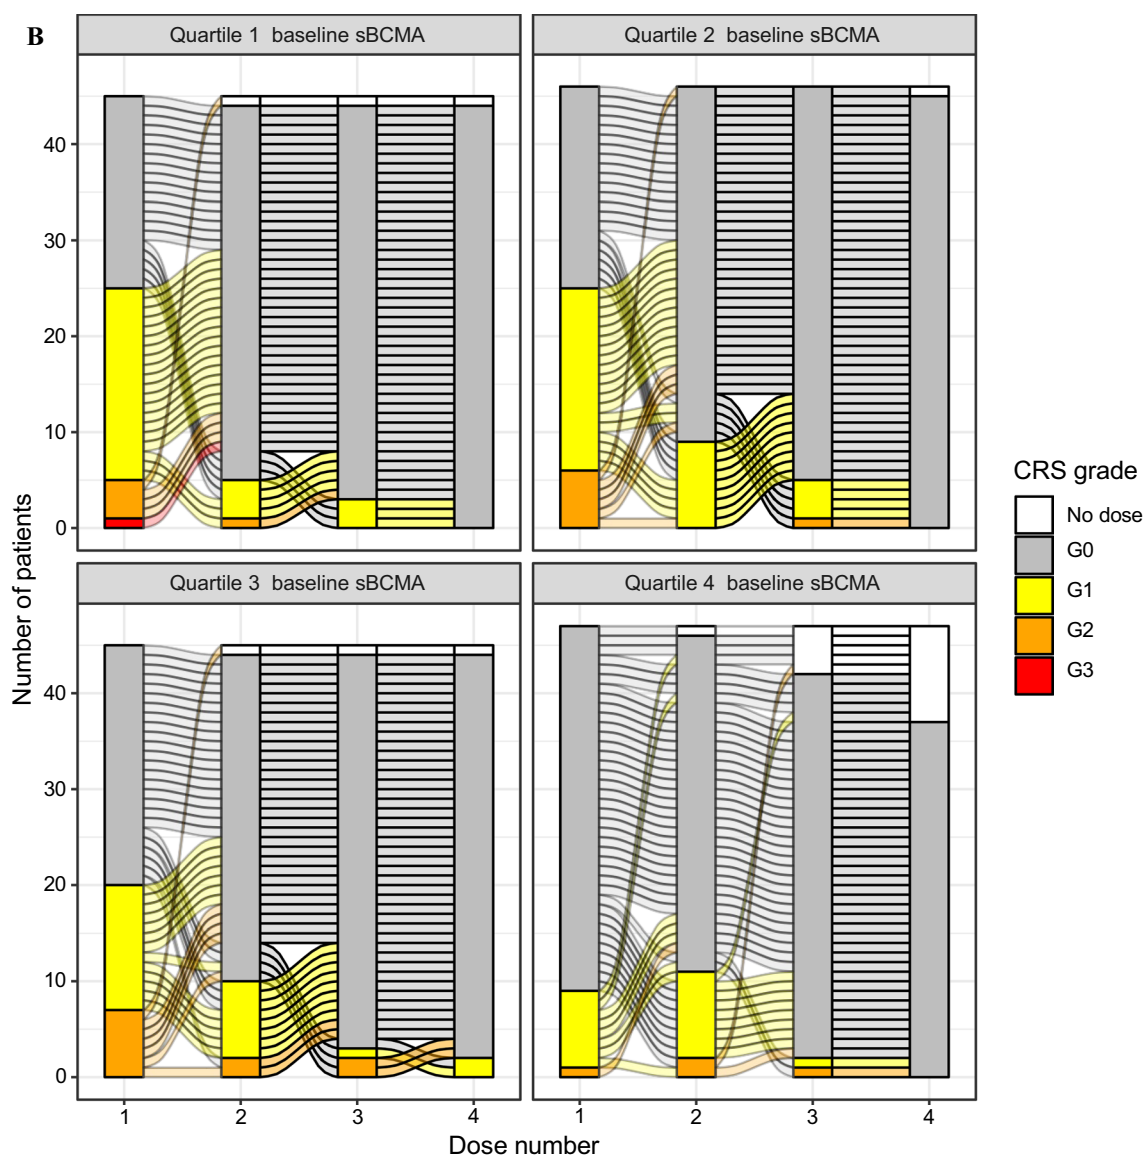 B
Quartile 1 baseline sBCMA
Quartile 2 baseline sBCMA
40
30
20
10
0
Quartile 3 baseline sBCMA
Quartile 4 baseline sBCMA
40
30
20
10
0
1 2 3 4
1 2 3 4
Number of patients
Dose number
CRS grade
No dose
G0
G1
G2
G3